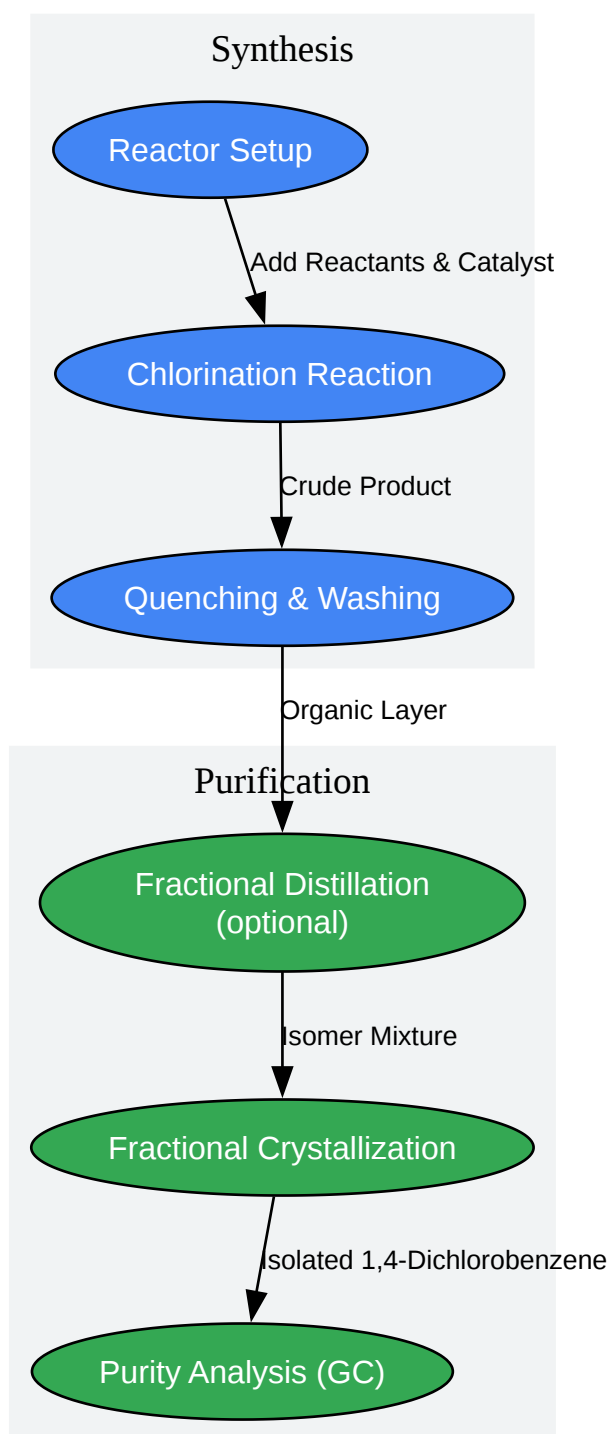 Synthesis
Reactor Setup
Add Reactants & Catalyst
Chlorination Reaction
Crude Product
Quenching & Washing
Organic Layer
Purification
Fractional Distillation
(optional)
Isomer Mixture
Fractional Crystallization
Isolated 1,4-Dichlorobenzene
Purity Analysis (GC)